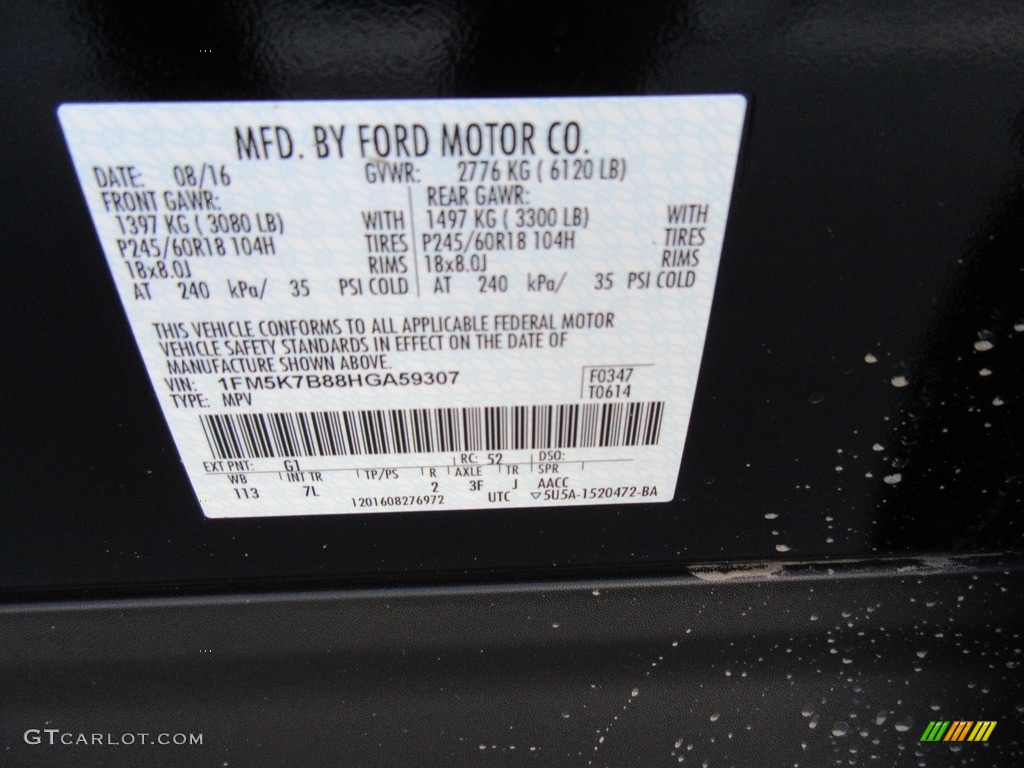 MFD. BY FORD MOTOR CO.
DATE: 08/16 GVWR: 2776 KG ( 6120 LB)
FRONT GAWR: REAR GAWR:
1397 KG ( 3080 LB) WITH 1497 KG ( 3300 LB) WITH
P245/60R18 104H TIRES P245/60R18 104H TIRES
18x8.0J RIMS 18x8.0J RIMS
AT 240 kPa/ 35 PSI COLD AT 240 kPa/ 35 PSI COLD
THIS VEHICLE CONFORMS TO ALL APPLICABLE FEDERAL MOTOR
VEHICLE SAFETY STANDARDS IN EFFECT ON THE DATE OF
MANUFACTURE SHOWN ABOVE.
VIN: 1FM5K7B88HGA59307 F0347
TYPE: MPV T0614
EXT PNT: G1 RC: 52 DSO:
WB INT TR TP/PS R AXLE TR SPR
113 7L 2 3F J AACC
1201608276972 UTC ▽5U5A-1520472-BA
GTCARLOT.COM